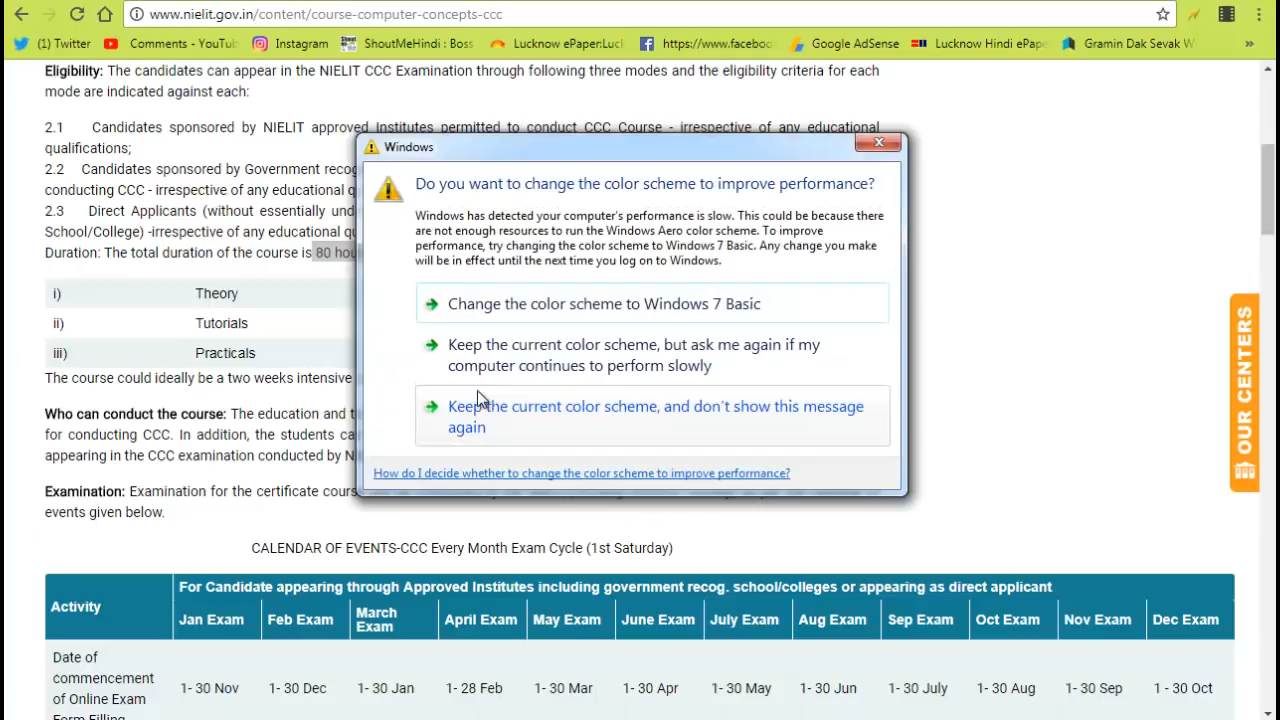 www.nielit.gov.in/content/course-computer-concepts-ccc
(1) Twitter Comments - YouTub Instagram ShoutMeHindi : Boss Lucknow ePaper:Luc https://www.faceboo Google AdSense Lucknow Hindi ePape Gramin Dak Sevak W »
Eligibility: The candidates can appear in the NIELIT CCC Examination through following three modes and the eligibility criteria for each
mode are indicated against each:
2.1 Candidates sponsored by NIELIT approved Institutes permitted to conduct CCC Course - irrespective of any educational
qualifications;
2.2 Candidates sponsored by Government recog
conducting CCC - irrespective of any educational qu
2.3 Direct Applicants (without essentially und
School/College) -irrespective of any educational qu
Duration: The total duration of the course is 80 hou
i) Theory
ii) Tutorials
iii) Practicals
The course could ideally be a two weeks intensive
Who can conduct the course: The education and t
for conducting CCC. In addition, the students ca
appearing in the CCC examination conducted by N
Examination: Examination for the certificate cours
events given below.
Windows
Do you want to change the color scheme to improve performance?
Windows has detected your computer's performance is slow. This could be because there
are not enough resources to run the Windows Aero color scheme. To improve
performance, try changing the color scheme to Windows 7 Basic. Any change you make
will be in effect until the next time you log on to Windows.
Change the color scheme to Windows 7 Basic
Keep the current color scheme, but ask me again if my
computer continues to perform slowly
Keep the current color scheme, and don't show this message
again
How do I decide whether to change the color scheme to improve performance?
OUR CENTERS
CALENDAR OF EVENTS-CCC Every Month Exam Cycle (1st Saturday)
Activity
For Candidate appearing through Approved Institutes including government recog. school/colleges or appearing as direct applicant
Jan Exam Feb Exam March Exam April Exam May Exam June Exam July Exam Aug Exam Sep Exam Oct Exam Nov Exam Dec Exam
Date of
commencement
of Online Exam
Form Filling
1- 30 Nov 1- 30 Dec 1- 30 Jan 1- 28 Feb 1- 30 Mar 1- 30 Apr 1- 30 May 1- 30 Jun 1- 30 July 1- 30 Aug 1- 30 Sep 1 - 30 Oct